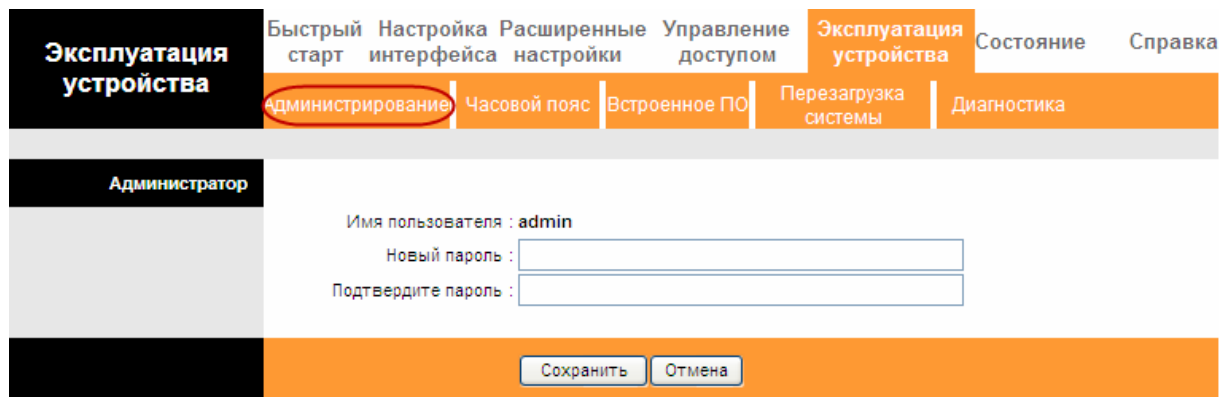 Эксплуатация
устройства
Быстрый
старт
Настройка
интерфейса
Расширенные
настройки
Управление
доступом
Эксплуатация
устройства
Состояние
Справка
Администрирование
Часовой пояс
Встроенное ПО
Перезагрузка
системы
Диагностика
Администратор
Имя пользователя : admin
Новый пароль :
Подтвердите пароль :
Сохранить
Отмена